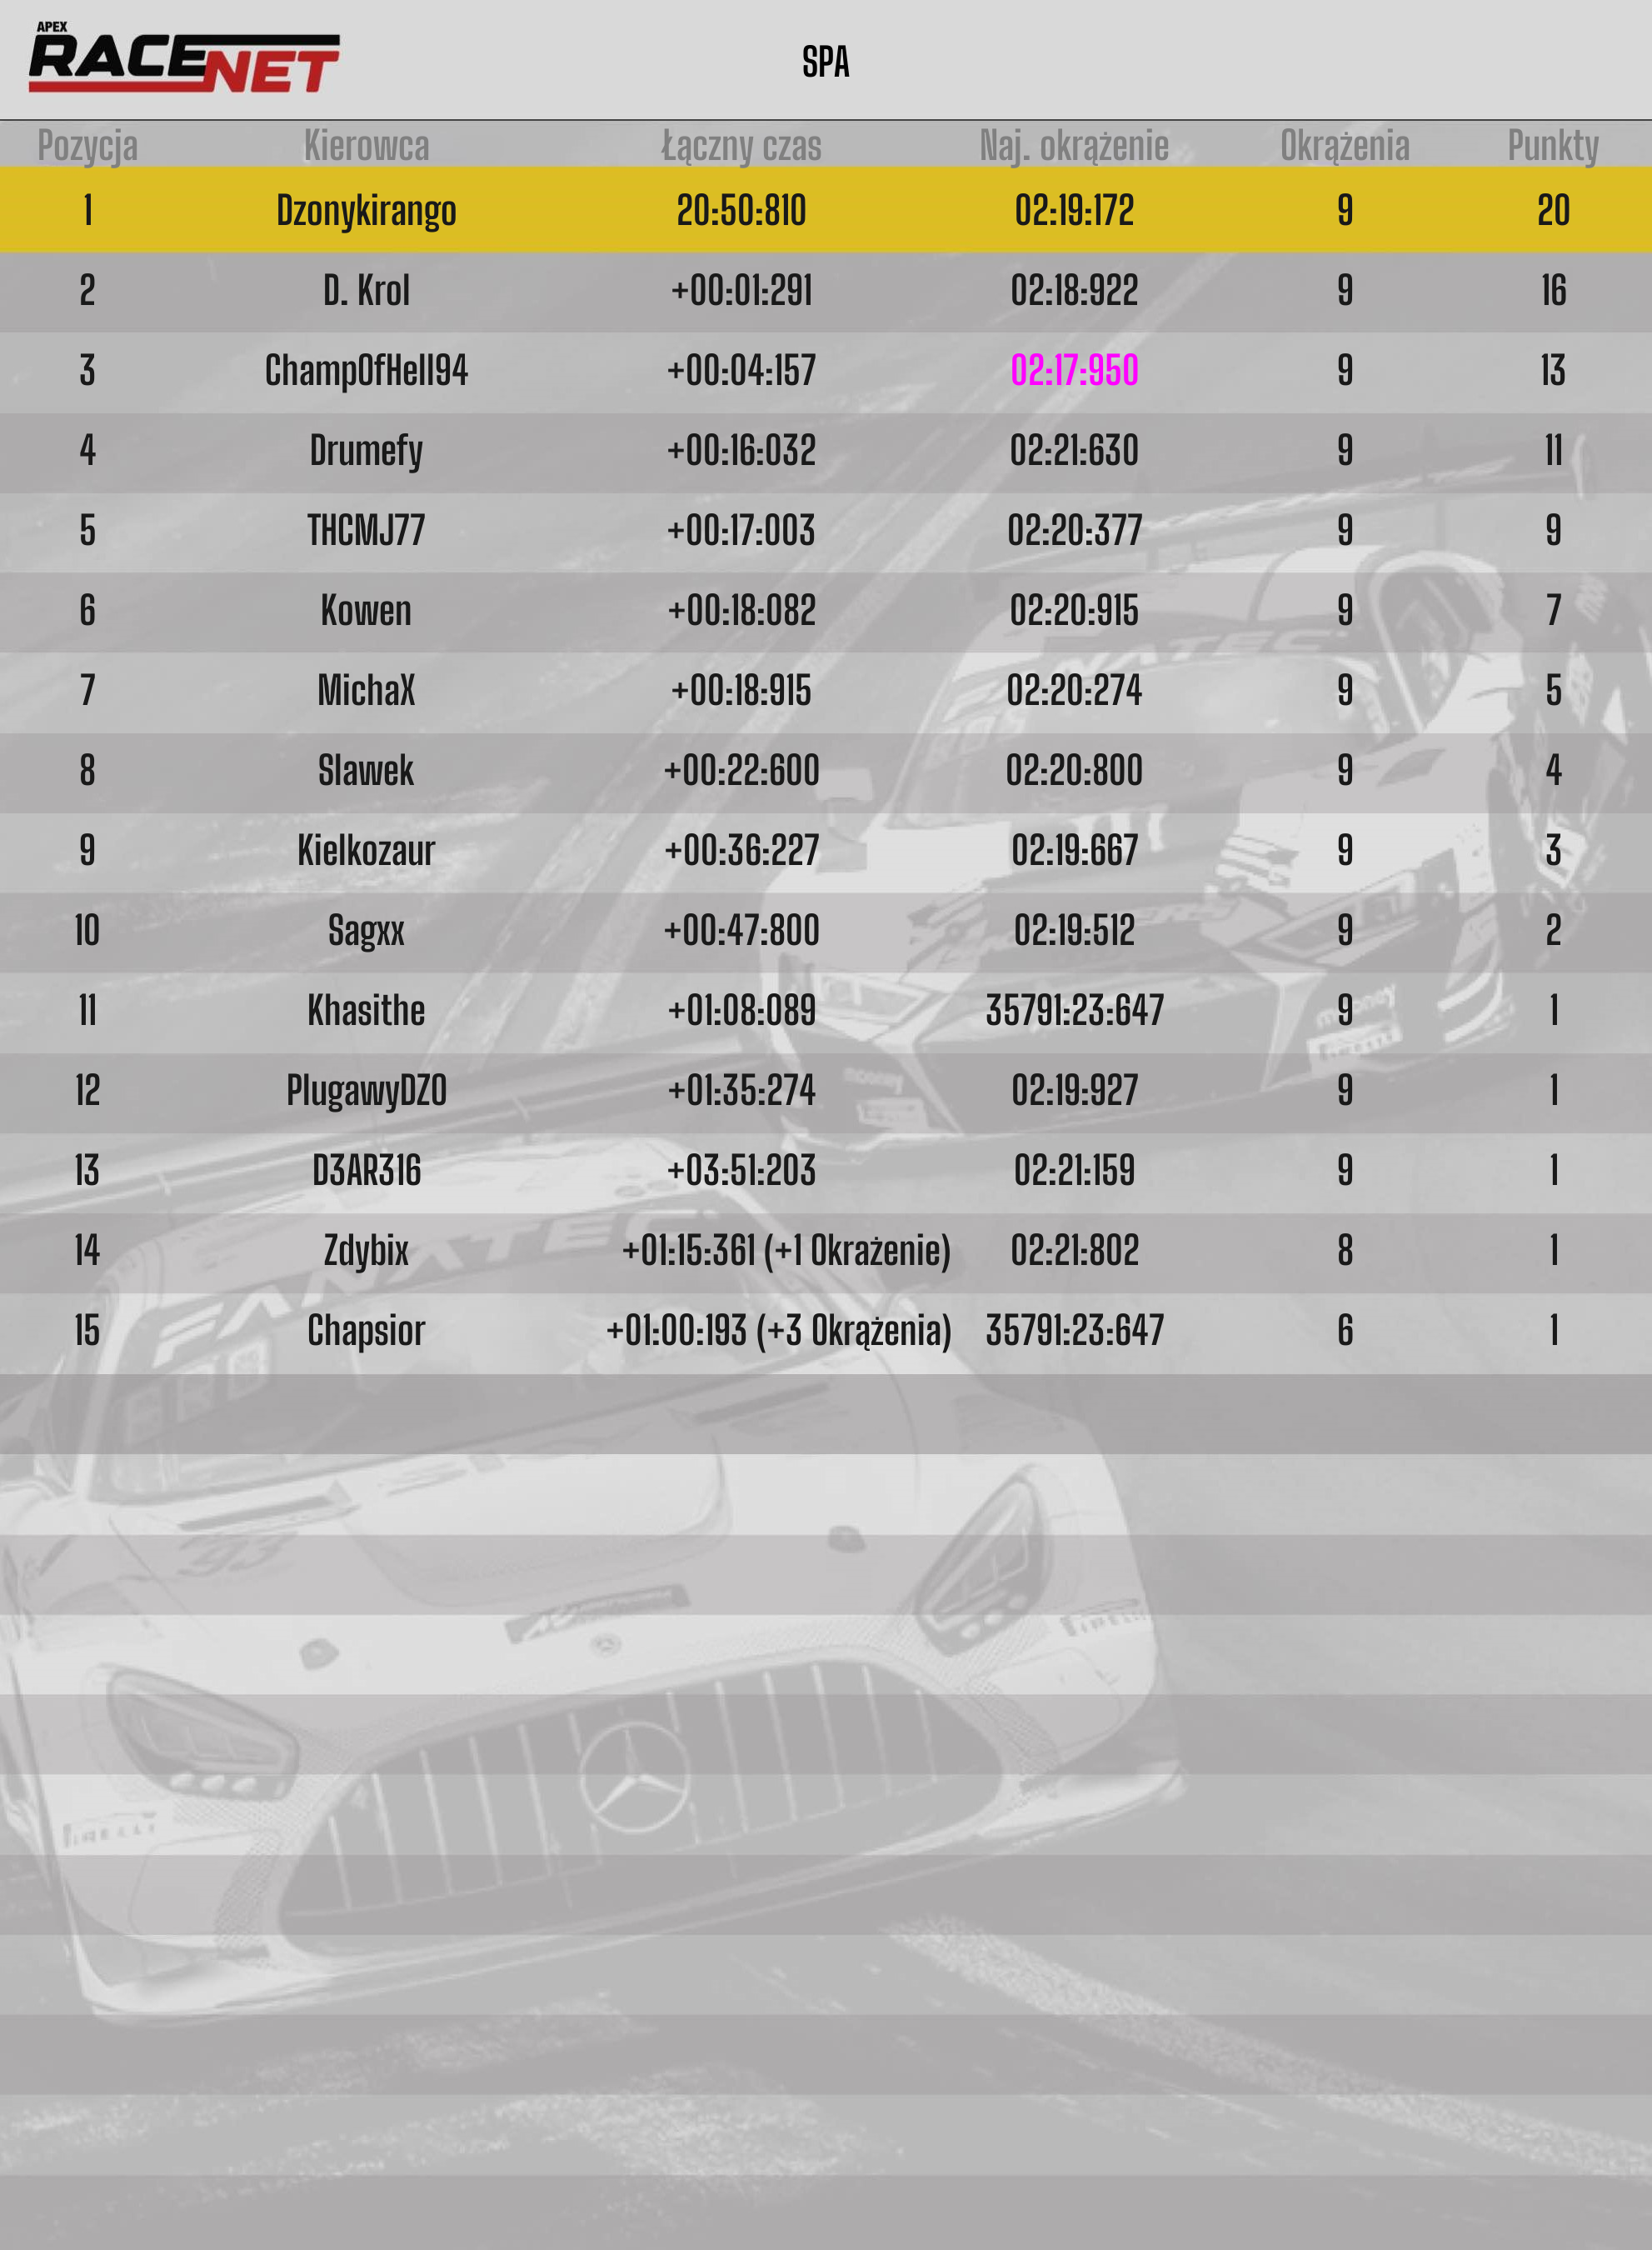 APEX
RACENET
SPA
Pozycja Kierowca Łączny czas Naj. okrążenie Okrążenia Punkty
1 Dzonykirango 20:50:810 02:19:172 9 20
2 D. Krol +00:01:291 02:18:922 9 16
3 ChampOfHell94 +00:04:157 02:17:950 9 13
4 Drumefy +00:16:032 02:21:630 9 11
5 THCMJ77 +00:17:003 02:20:377 9 9
6 Kowen +00:18:082 02:20:915 9 7
7 MichaX +00:18:915 02:20:274 9 5
8 Slawek +00:22:600 02:20:800 9 4
9 Kielkozaur +00:36:227 02:19:667 9 3
10 Sagxx +00:47:800 02:19:512 9 2
11 Khasithe +01:08:089 35791:23:647 9 1
12 PlugawyDZO +01:35:274 02:19:927 9 1
13 D3AR316 +03:51:203 02:21:159 9 1
14 Zdybix +01:15:361 (+1 Okrażenie) 02:21:802 8 1
15 Chapsior +01:00:193 (+3 Okrążenia) 35791:23:647 6 1
FANATEC
FANATEC
PIRELLI